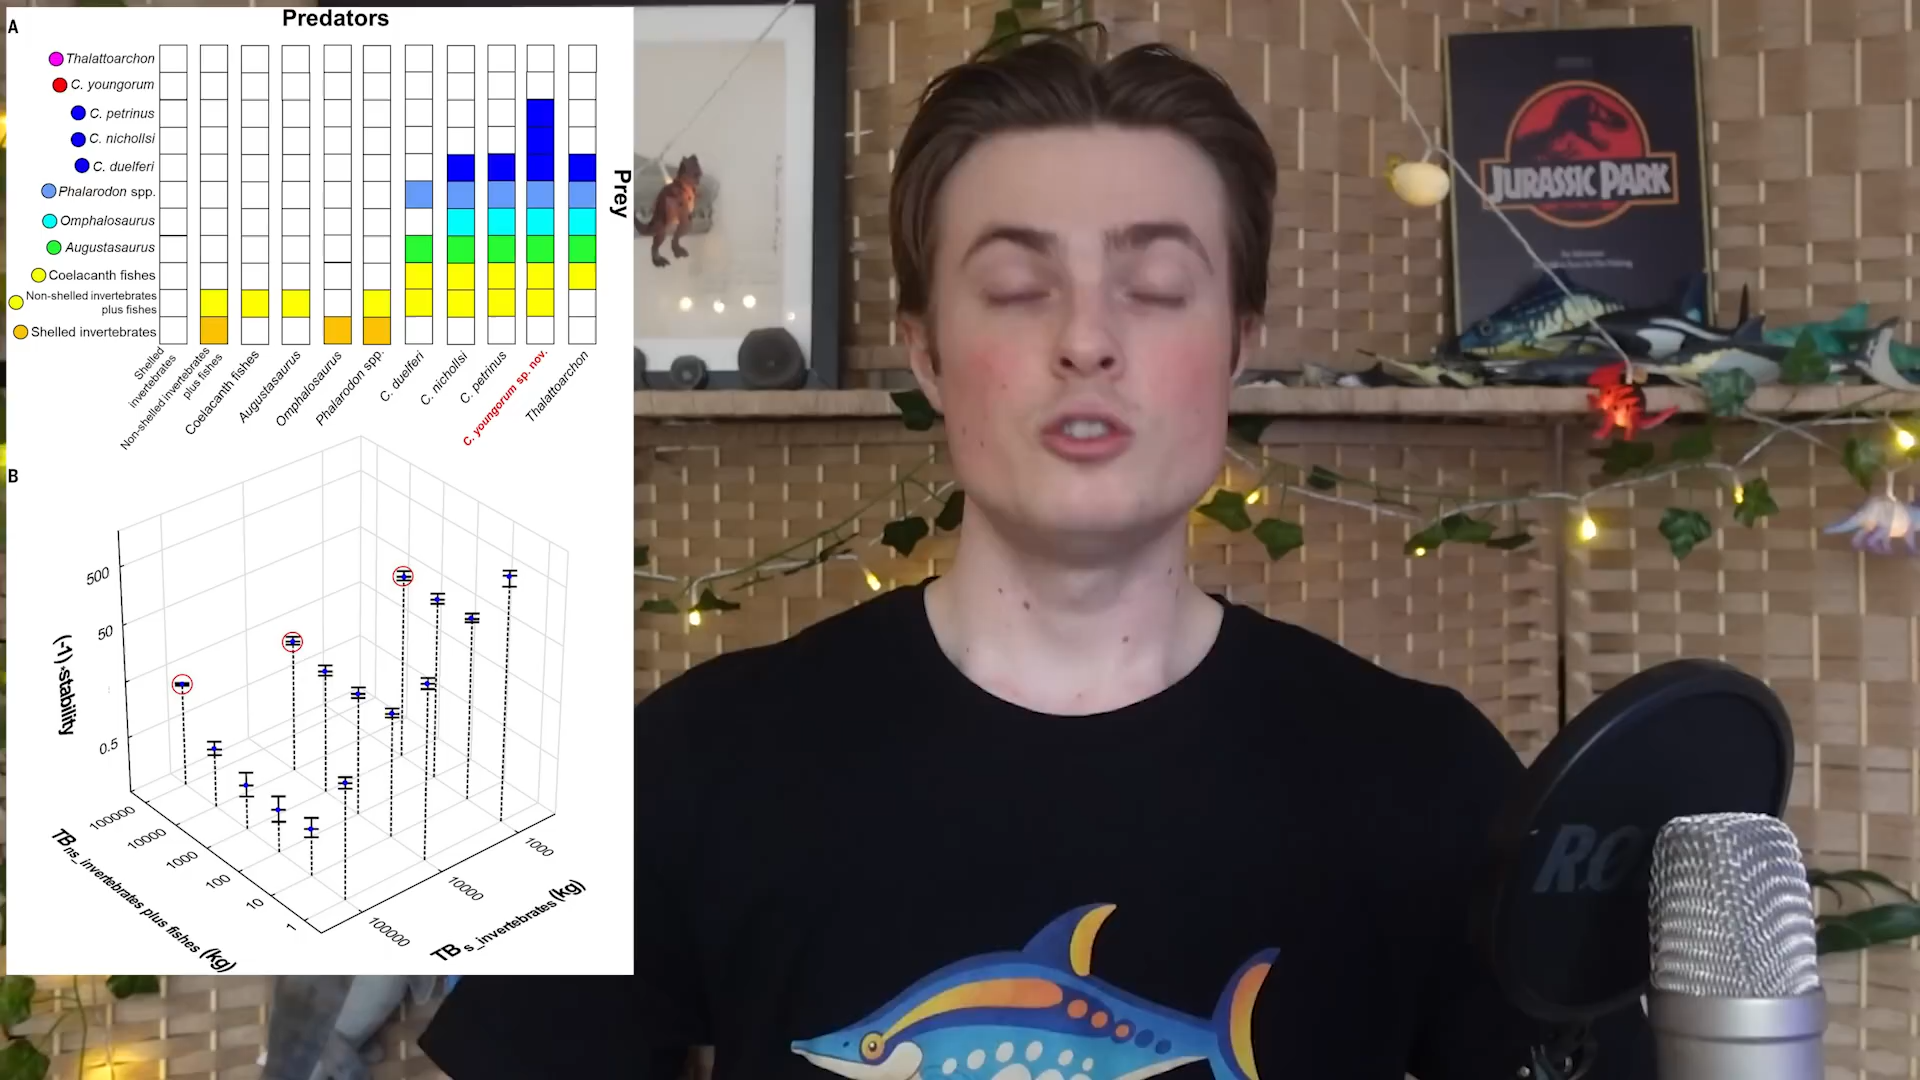 A
Predators
Thalattoarchon
C. youngorum
C. petrinus
C. nichollsi
C. duelferi
Phalarodon spp.
Omphalosaurus
Augustasaurus
Coelacanth fishes
Non-shelled invertebrates
plus fishes
Shelled invertebrates
Prey
Shelled
invertebrates
Non-shelled invertebrates
plus fishes
Coelacanth fishes
Augustasaurus
Omphalosaurus
Phalarodon spp.
C. duelferi
C. nichollsi
C. petrinus
C. youngorum sp. nov.
Thalattoarchon
B
500
50
0.5
(-1)*stability
100000
10000
1000
100
10
1
TBns_invertebrates plus fishes (kg)
1000
10000
100000
TB s_invertebrates (kg)
JURASSIC PARK